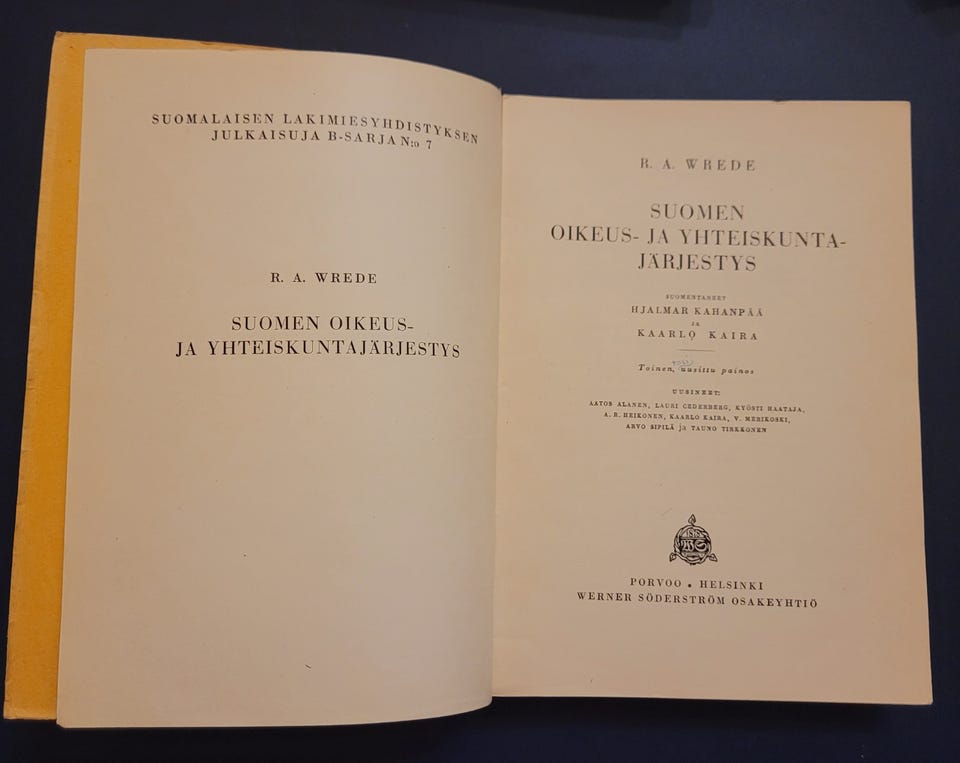 SUOMALAISEN LAKIMIESYHDISTYKSEN
JULKAISUJA B-SARJA N:o 7
R. A. WREDE
SUOMEN OIKEUS-
JA YHTEISKUNTAJÄRJESTYS
R. A. WREDE
SUOMEN
OIKEUS- JA YHTEISKUNTA-
JÄRJESTYS
SUOMENTANEET
HJALMAR KAHANPÄÄ
JA
KAARLO KAIRA
Toinen, uusittu painos
UUSINEET:
AATOS ALANEN, LAURI CEDERBERG, KYÖSTI HAATAJA,
A. R. HEIKONEN, KAARLO KAIRA, V. MERIKOSKI,
ARVO SIPILÄ ja TAUNO TIRKKONEN
PORVOO • HELSINKI
WERNER SÖDERSTRÖM OSAKEYHTIÖ